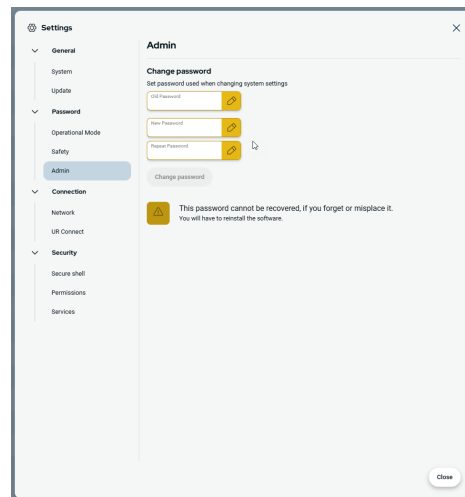 Settings
General
System
Update
Password
Operational Mode
Safety
Admin
Connection
Network
UR Connect
Security
Secure shell
Permissions
Services
Admin
Change password
Set password used when changing system settings
Old Password
New Password
Repeat Password
Change password
This password cannot be recovered, if you forget or misplace it.
You will have to reinstall the software.
Close